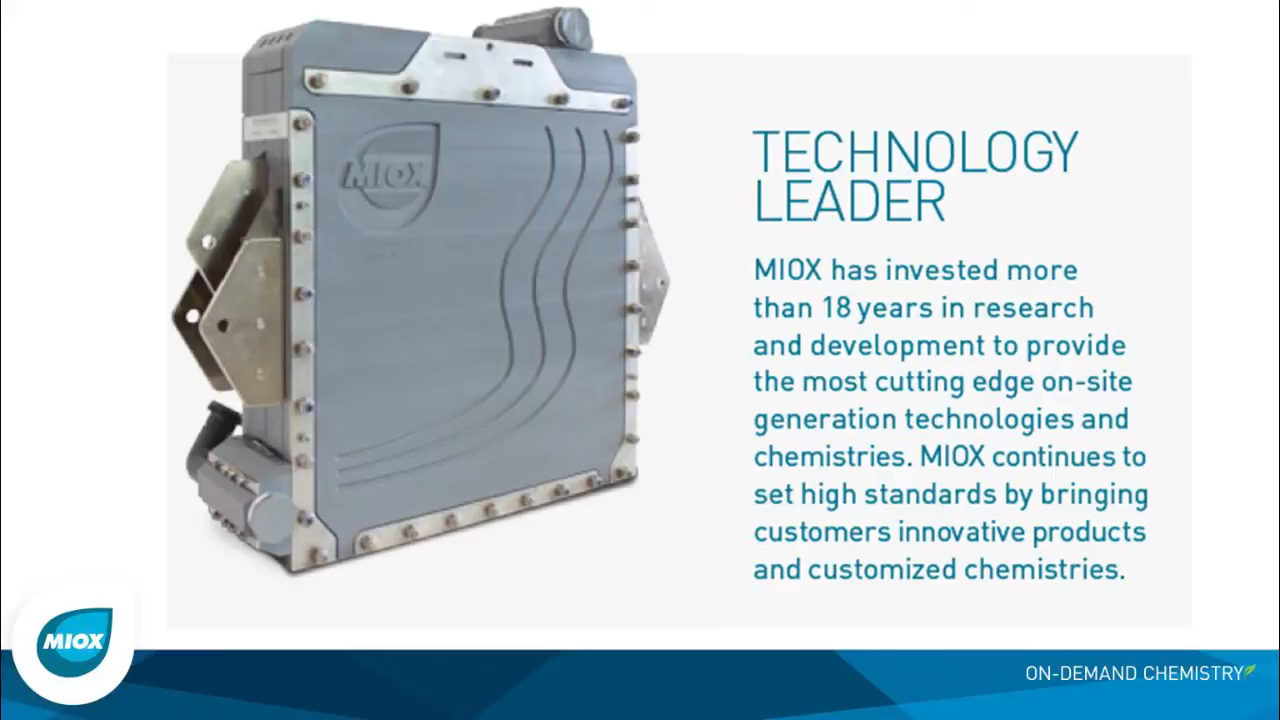 MIOX
TECHNOLOGY
LEADER
MIOX has invested more
than 18 years in research
and development to provide
the most cutting edge on-site
generation technologies and
chemistries. MIOX continues to
set high standards by bringing
customers innovative products
and customized chemistries.
MIOX
ON-DEMAND CHEMISTRY